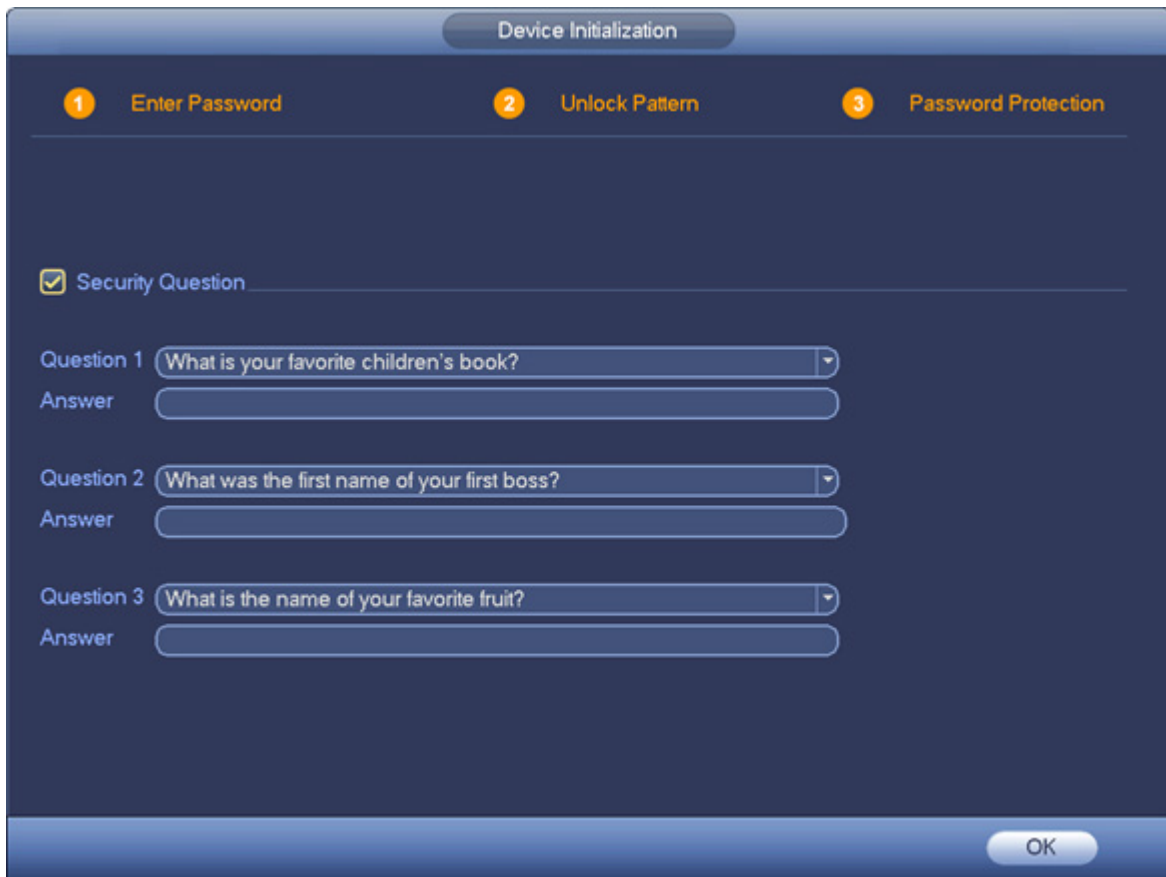 Device Initialization
1 Enter Password 2 Unlock Pattern 3 Password Protection
Security Question
Question 1 What is your favorite children's book?
Answer
Question 2 What was the first name of your first boss?
Answer
Question 3 What is the name of your favorite fruit?
Answer
OK